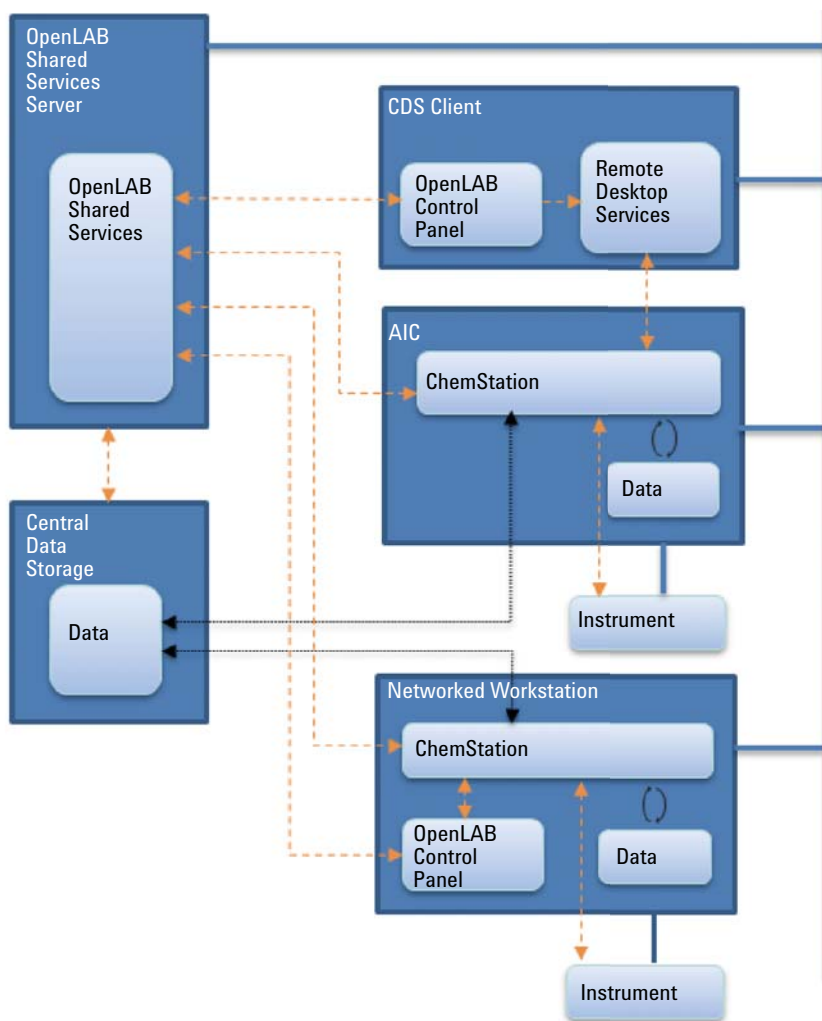 OpenLAB
Shared
Services
Server
OpenLAB
Shared
Services
CDS Client
OpenLAB
Control
Panel
Remote
Desktop
Services
AIC
ChemStation
Data
Instrument
Central
Data
Storage
Data
Networked Workstation
ChemStation
OpenLAB
Control
Panel
Data
Instrument